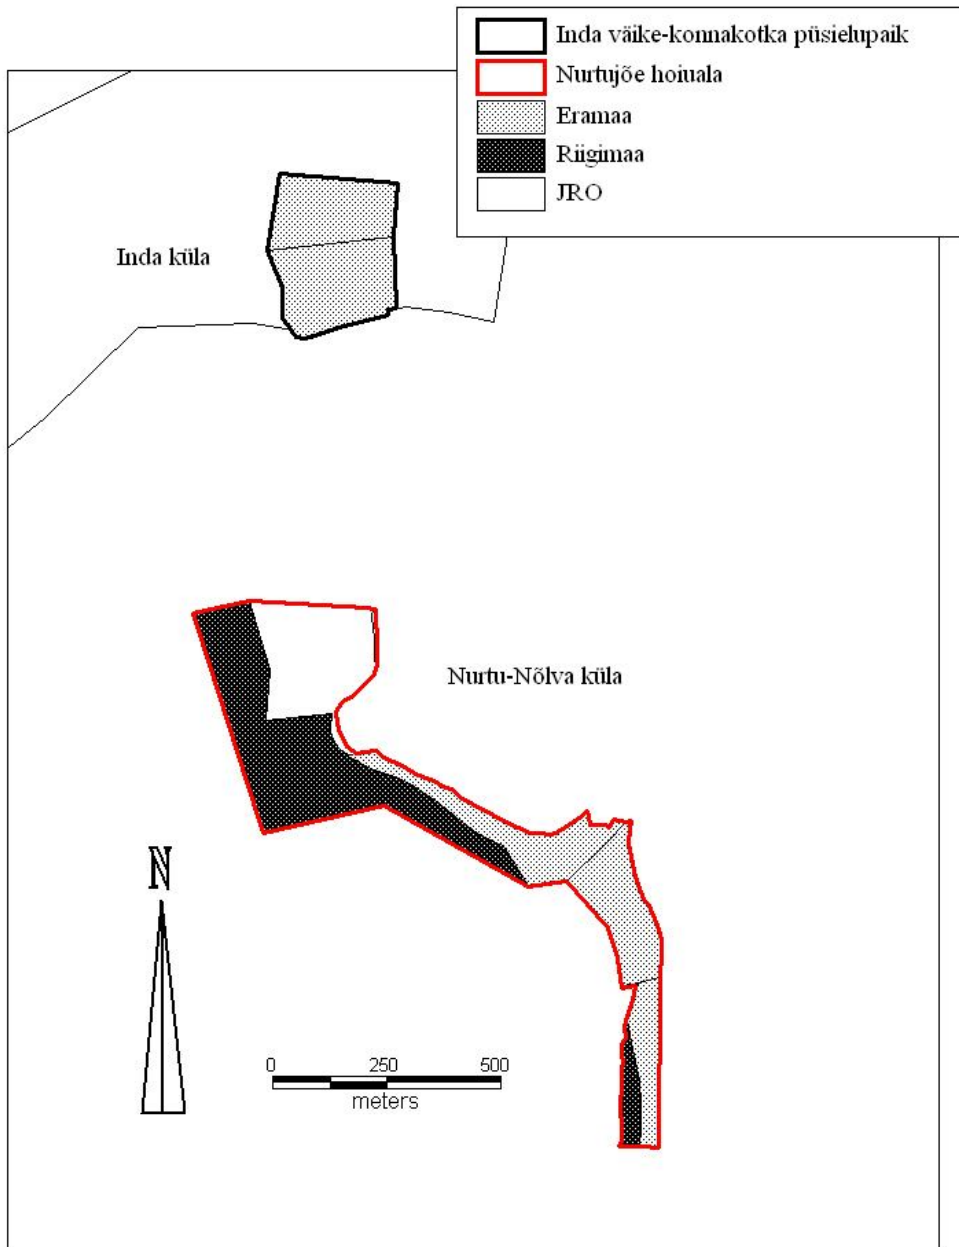 Inda väike-konnakotka püsielupaik
Nurtujõe hoiuala
Eramaa
Riigimaa
JRO
Inda küla
Nurtu-Nõlva küla
N
0 250 500
meters